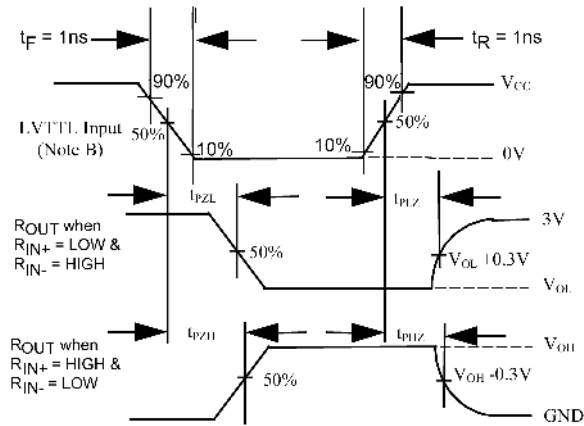 tF = 1ns
tR = 1ns
90%
90%
VCC
LVTTL Input
(Note B)
50%
50%
10%
10%
0V
tPZL
tPLZ
ROUT when
RIN+ = LOW &
RIN- = HIGH
3V
50%
VOL +0.3V
VOL
tPZH
tPHZ
VOH
ROUT when
RIN+ = HIGH &
RIN- = LOW
50%
VOH -0.3V
GND